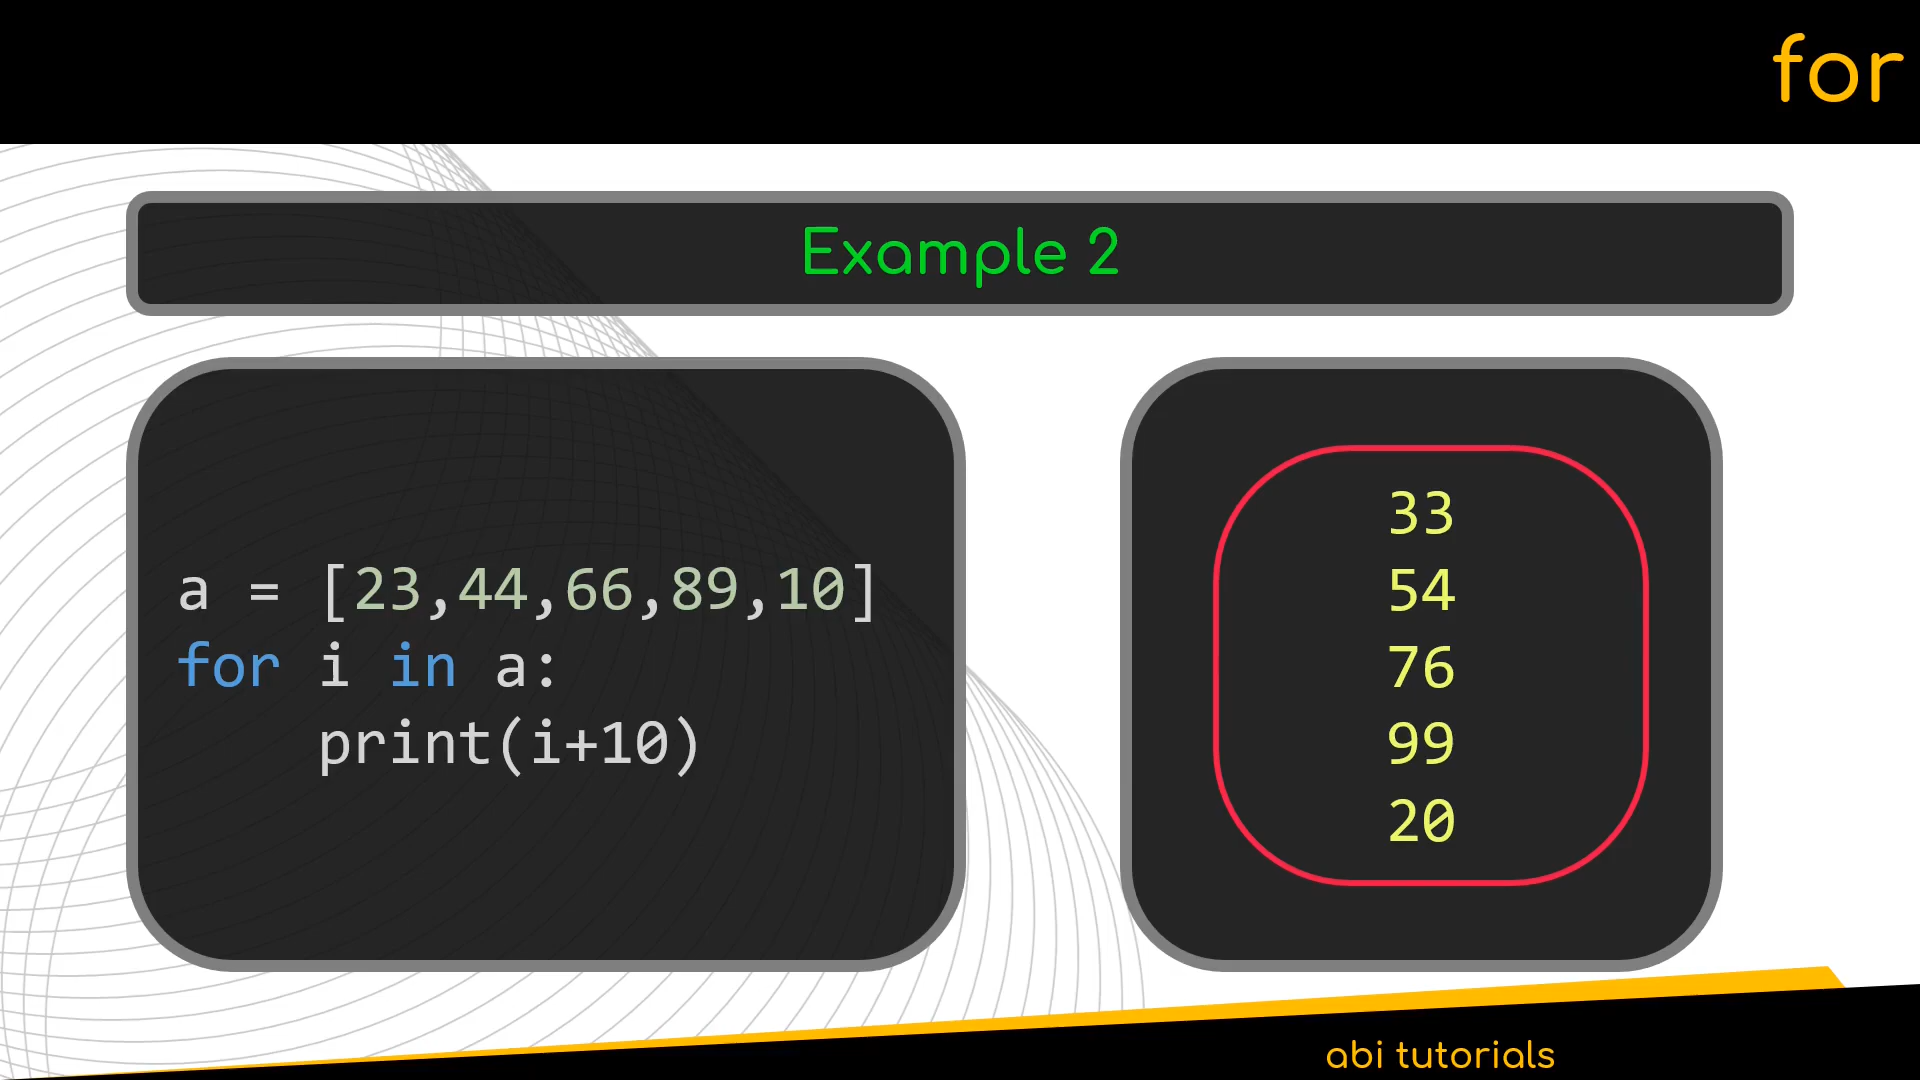 for
Example 2
a = [23,44,66,89,10]
for i in a:
    print(i+10)
33
54
76
99
20
abi tutorials